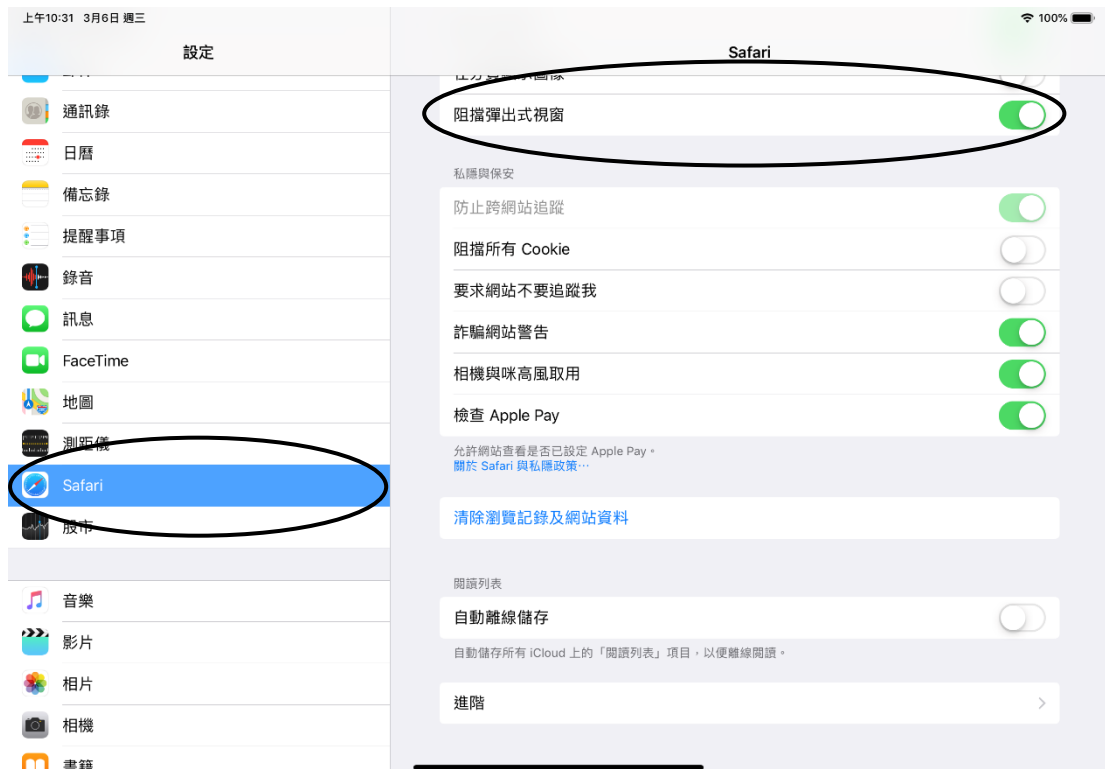 上午10:31 3月6日 週三
100%
設定
通訊錄
日曆
備忘錄
提醒事項
錄音
訊息
FaceTime
地圖
測距儀
Safari
股市
音樂
影片
相片
相機
書籍
Safari
阻擋彈出式視窗
私隱與保安
防止跨網站追蹤
阻擋所有 Cookie
要求網站不要追蹤我
詐騙網站警告
相機與咪高風取用
檢查 Apple Pay
允許網站查看是否已設定 Apple Pay。
關於 Safari 與私隱政策⋯
清除瀏覽記錄及網站資料
閱讀列表
自動離線儲存
自動儲存所有 iCloud 上的「閱讀列表」項目，以便離線閱讀。
進階